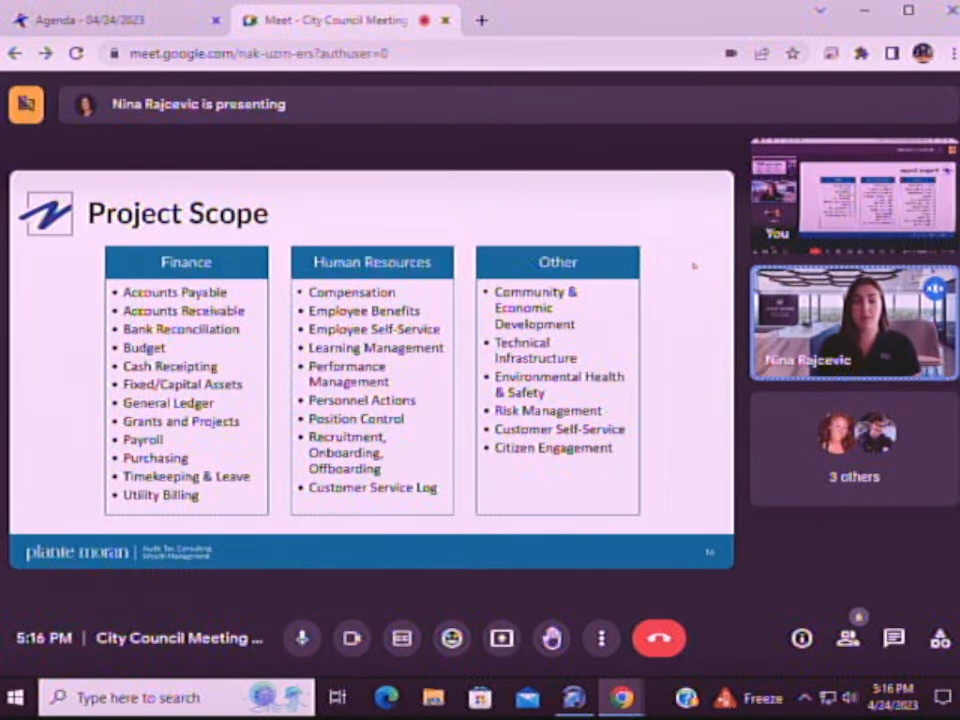 Agenda - 04/24/2023
Meet - City Council Meeting
meet.google.com/nak-uzm-ers?authuser=0
Nina Rajcevic is presenting
Project Scope
Finance
• Accounts Payable
• Accounts Receivable
• Bank Reconciliation
• Budget
• Cash Receipting
• Fixed/Capital Assets
• General Ledger
• Grants and Projects
• Payroll
• Purchasing
• Timekeeping & Leave
• Utility Billing
Human Resources
• Compensation
• Employee Benefits
• Employee Self-Service
• Learning Management
• Performance
Management
• Personnel Actions
• Position Control
• Recruitment,
Onboarding,
Offboarding
• Customer Service Log
Other
• Community &
Economic
Development
• Technical
Infrastructure
• Environmental Health
& Safety
• Risk Management
• Customer Self-Service
• Citizen Engagement
plante moran
Audit. Tax. Consulting.
Wealth Management.
You
Nina Rajcevic
3 others
5:16 PM | City Council Meeting ...
6
Type here to search
Freeze
5:16 PM
4/24/2023